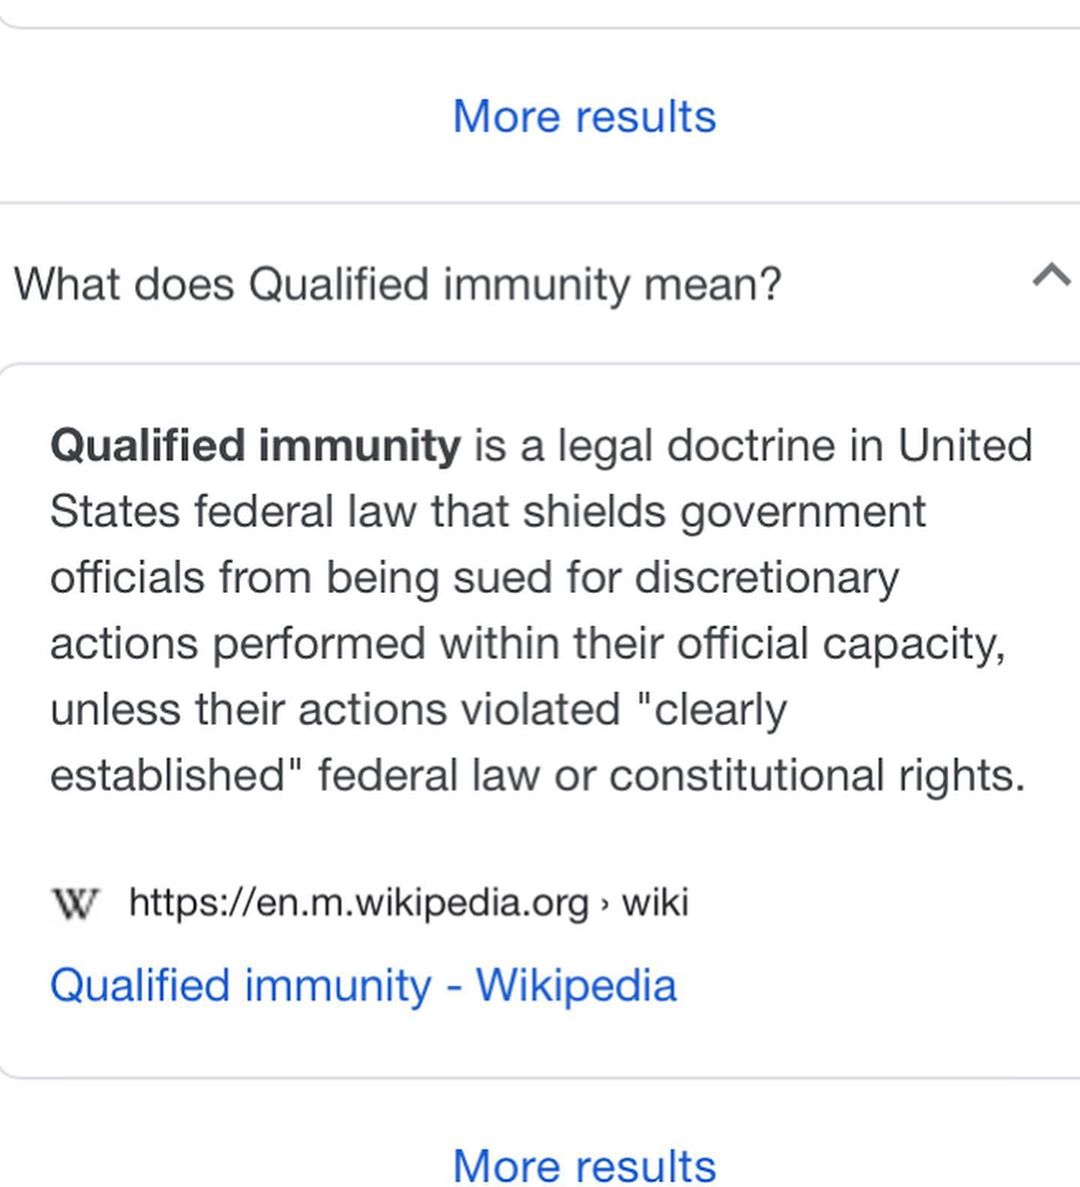 More results
What does Qualified immunity mean?
Qualified immunity is a legal doctrine in United
States federal law that shields government
officials from being sued for discretionary
actions performed within their official capacity,
unless their actions violated "clearly
established" federal law or constitutional rights.
W https://en.m.wikipedia.org › wiki
Qualified immunity - Wikipedia
More results